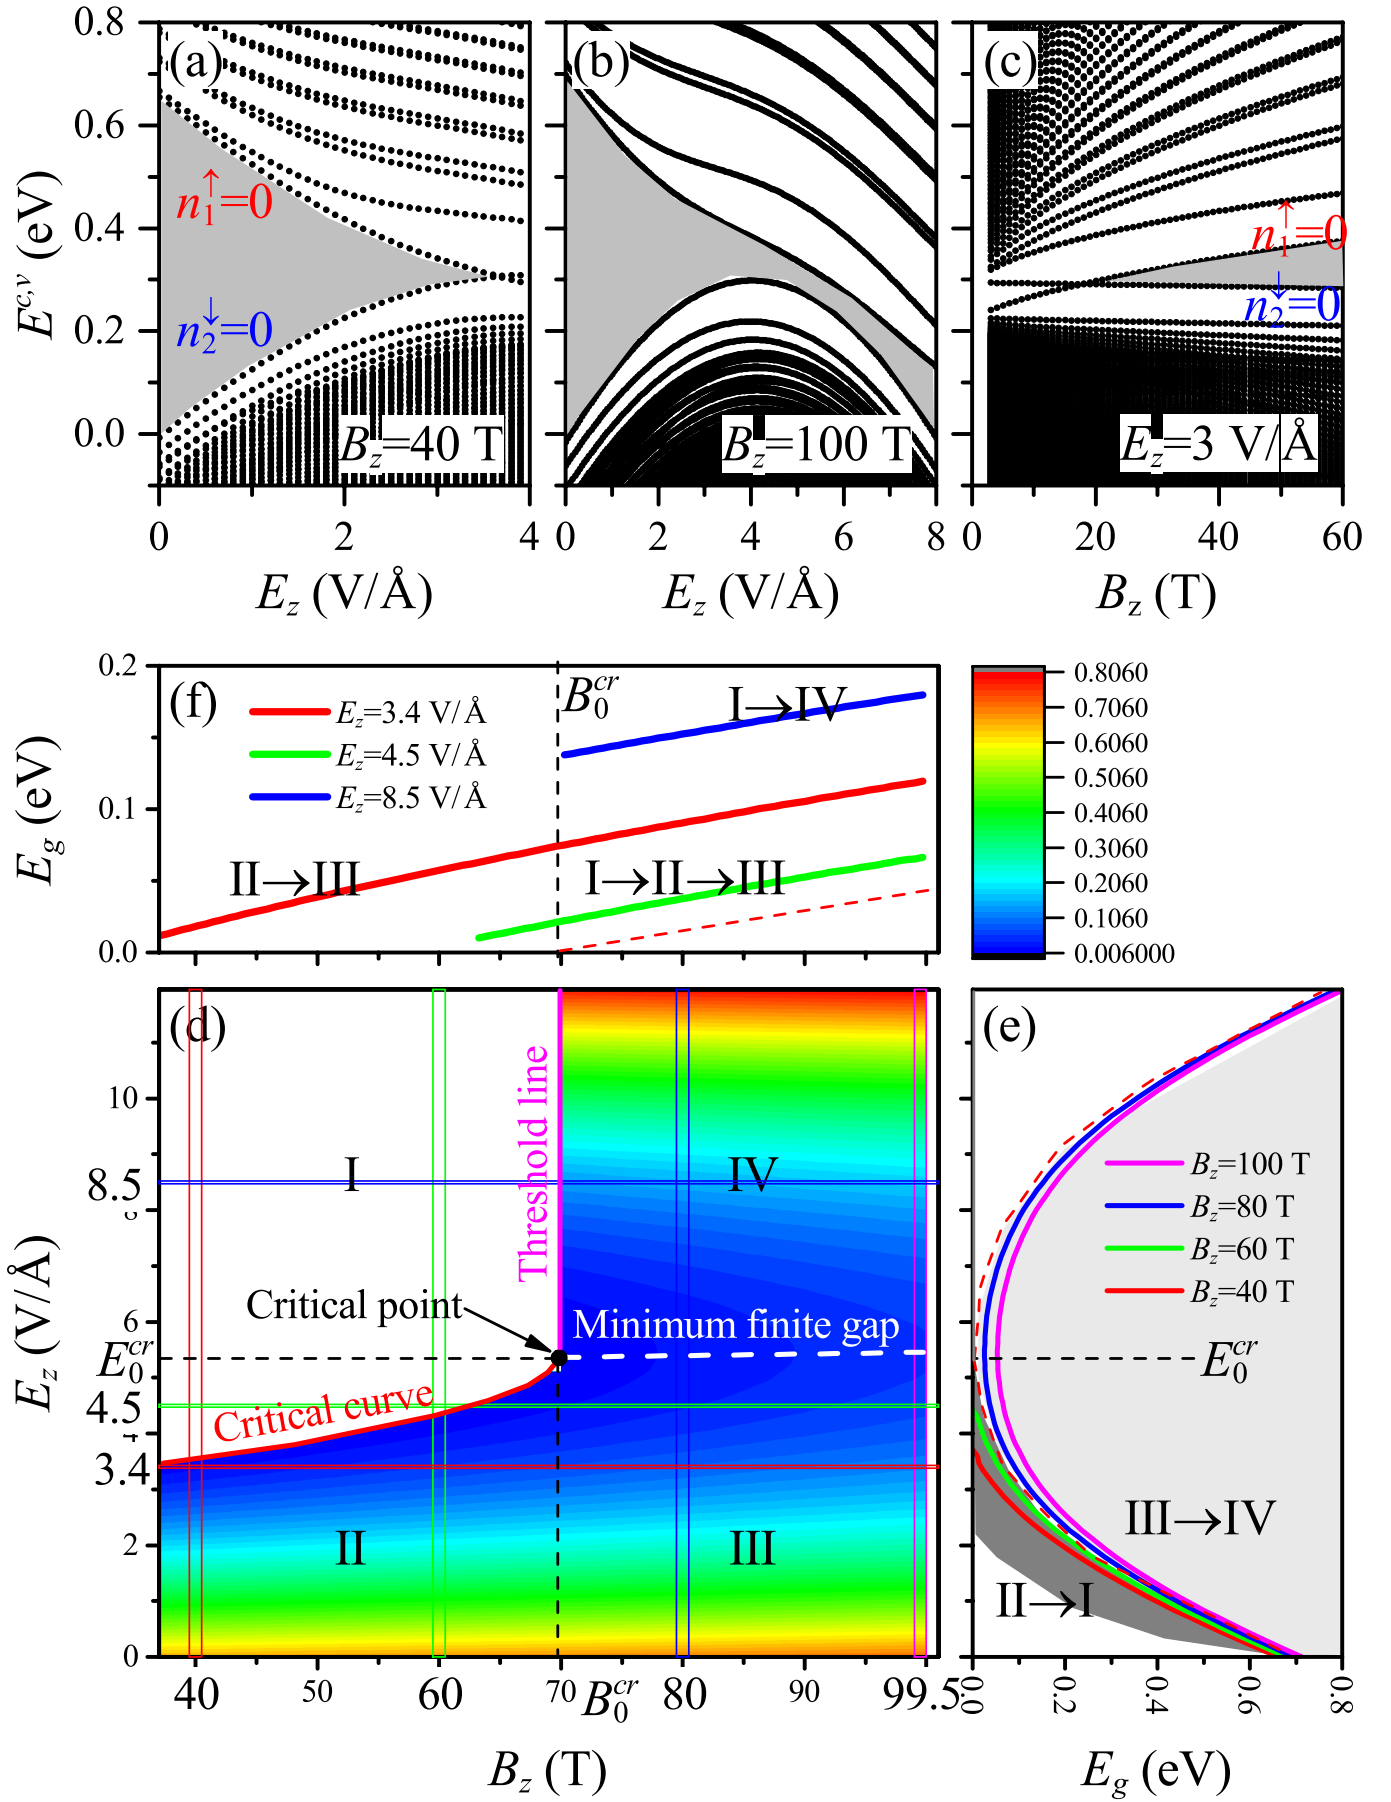 (a)
(b)
(c)
0.8
0.6
0.4
0.2
0.0
E^{c,v} (eV)
n_1^↑=0
n_2^↓=0
B_z=40 T
B_z=100 T
n_1^↑=0
n_2^↓=0
E_z=3 V/Å
0 2 4
0 2 4 6 8
0 20 40 60
E_z (V/Å)
E_z (V/Å)
B_z (T)
(f)
0.2
0.1
0.0
E_g (eV)
E_z=3.4 V/Å
E_z=4.5 V/Å
E_z=8.5 V/Å
B_0^{cr}
I→IV
II→III
I→II→III
0.8060
0.7060
0.6060
0.5060
0.4060
0.3060
0.2060
0.1060
0.006000
(d)
10
8.5
8
6
E_0^{cr}
4.5
4
3.4
2
0
E_z (V/Å)
I
IV
II
III
Threshold line
Critical point
Minimum finite gap
Critical curve
40 50 60 70 B_0^{cr} 80 90 99.5
B_z (T)
(e)
B_z=100 T
B_z=80 T
B_z=60 T
B_z=40 T
E_0^{cr}
III→IV
II→I
0.0 0.2 0.4 0.6 0.8
E_g (eV)